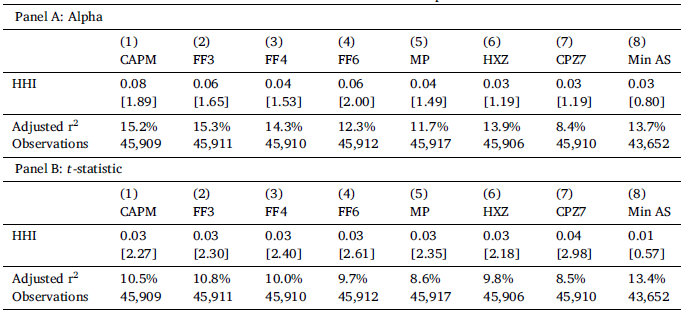 Panel A: Alpha
(1) (2) (3) (4) (5) (6) (7) (8)
CAPM FF3 FF4 FF6 MP HXZ CPZ7 Min AS
HHI 0.08 0.06 0.04 0.06 0.04 0.03 0.03 0.03
[1.89] [1.65] [1.53] [2.00] [1.49] [1.19] [1.19] [0.80]
Adjusted r² 15.2% 15.3% 14.3% 12.3% 11.7% 13.9% 8.4% 13.7%
Observations 45,909 45,911 45,910 45,912 45,917 45,906 45,910 43,652
Panel B: t-statistic
(1) (2) (3) (4) (5) (6) (7) (8)
CAPM FF3 FF4 FF6 MP HXZ CPZ7 Min AS
HHI 0.03 0.03 0.03 0.03 0.03 0.03 0.04 0.01
[2.27] [2.30] [2.40] [2.61] [2.35] [2.18] [2.98] [0.57]
Adjusted r² 10.5% 10.8% 10.0% 9.7% 8.6% 9.8% 8.5% 13.4%
Observations 45,909 45,911 45,910 45,912 45,917 45,906 45,910 43,652